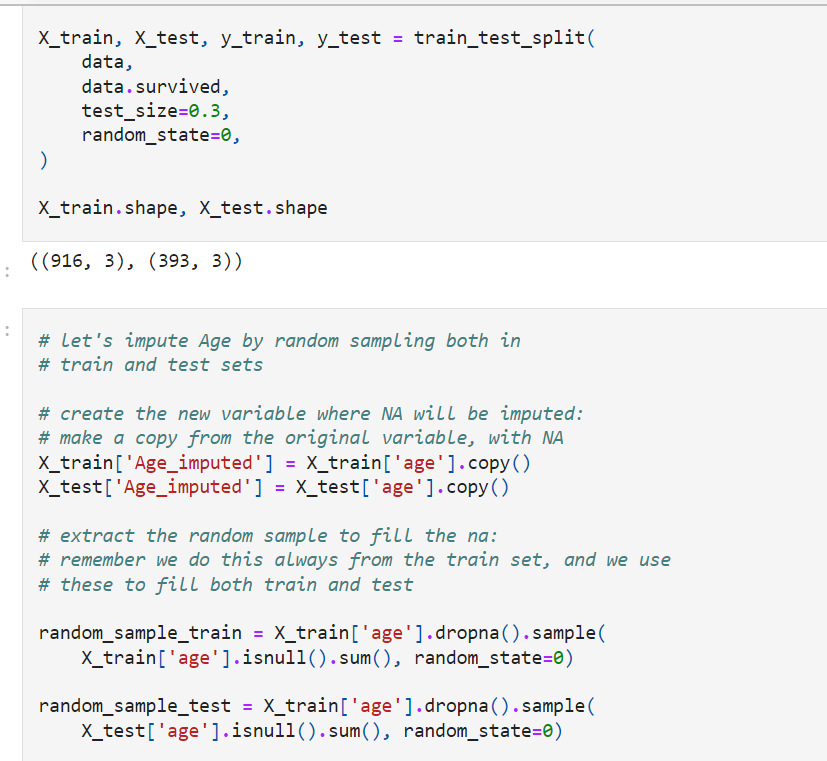 X_train, X_test, y_train, y_test = train_test_split(
    data,
    data.survived,
    test_size=0.3,
    random_state=0,
)
X_train.shape, X_test.shape
: ((916, 3), (393, 3))
: # let's impute Age by random sampling both in
# train and test sets
# create the new variable where NA will be imputed:
# make a copy from the original variable, with NA
X_train['Age_imputed'] = X_train['age'].copy()
X_test['Age_imputed'] = X_test['age'].copy()
# extract the random sample to fill the na:
# remember we do this always from the train set, and we use
# these to fill both train and test
random_sample_train = X_train['age'].dropna().sample(
    X_train['age'].isnull().sum(), random_state=0)
random_sample_test = X_train['age'].dropna().sample(
    X_test['age'].isnull().sum(), random_state=0)